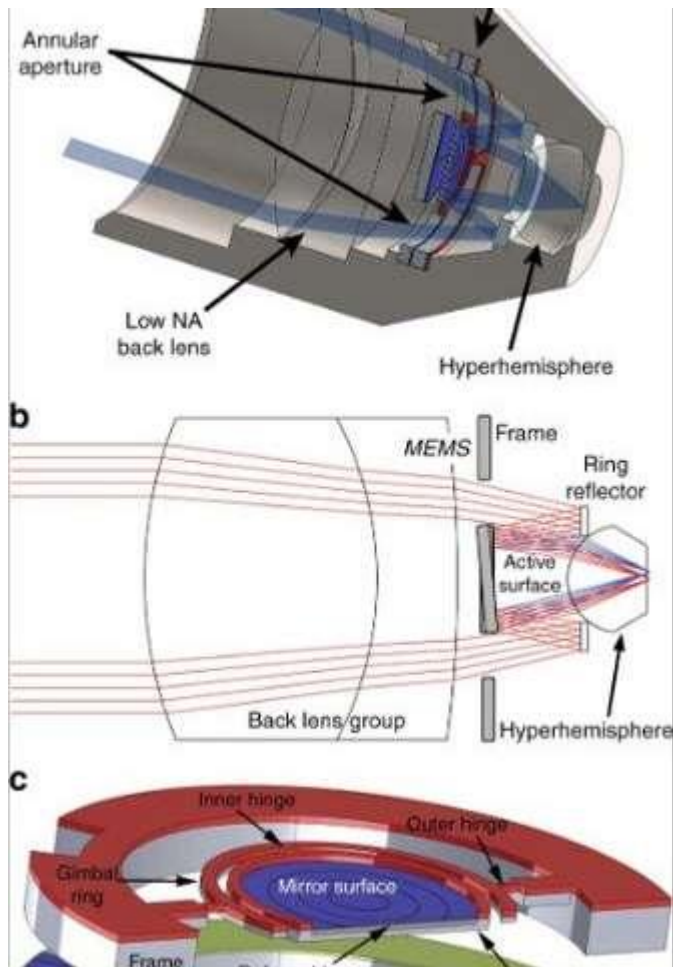 Annular
aperture
Low NA
back lens
Hyperhemisphere
b
MEMS
Frame
Ring
reflector
Active
surface
Back lens group
Hyperhemisphere
c
Inner hinge
Outer hinge
Gimbal
ring
Mirror surface
Frame